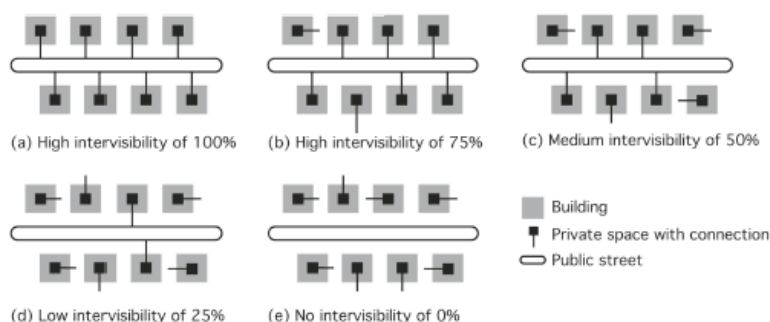 (a) High intervisibility of 100%
(b) High intervisibility of 75%
(c) Medium intervisibility of 50%
(d) Low intervisibility of 25%
(e) No intervisibility of 0%
Building
Private space with connection
Public street